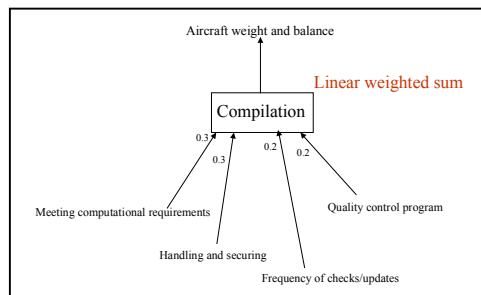 Aircraft weight and balance
Linear weighted sum
Compilation
0.3
0.3
0.2
0.2
Meeting computational requirements
Quality control program
Handling and securing
Frequency of checks/updates